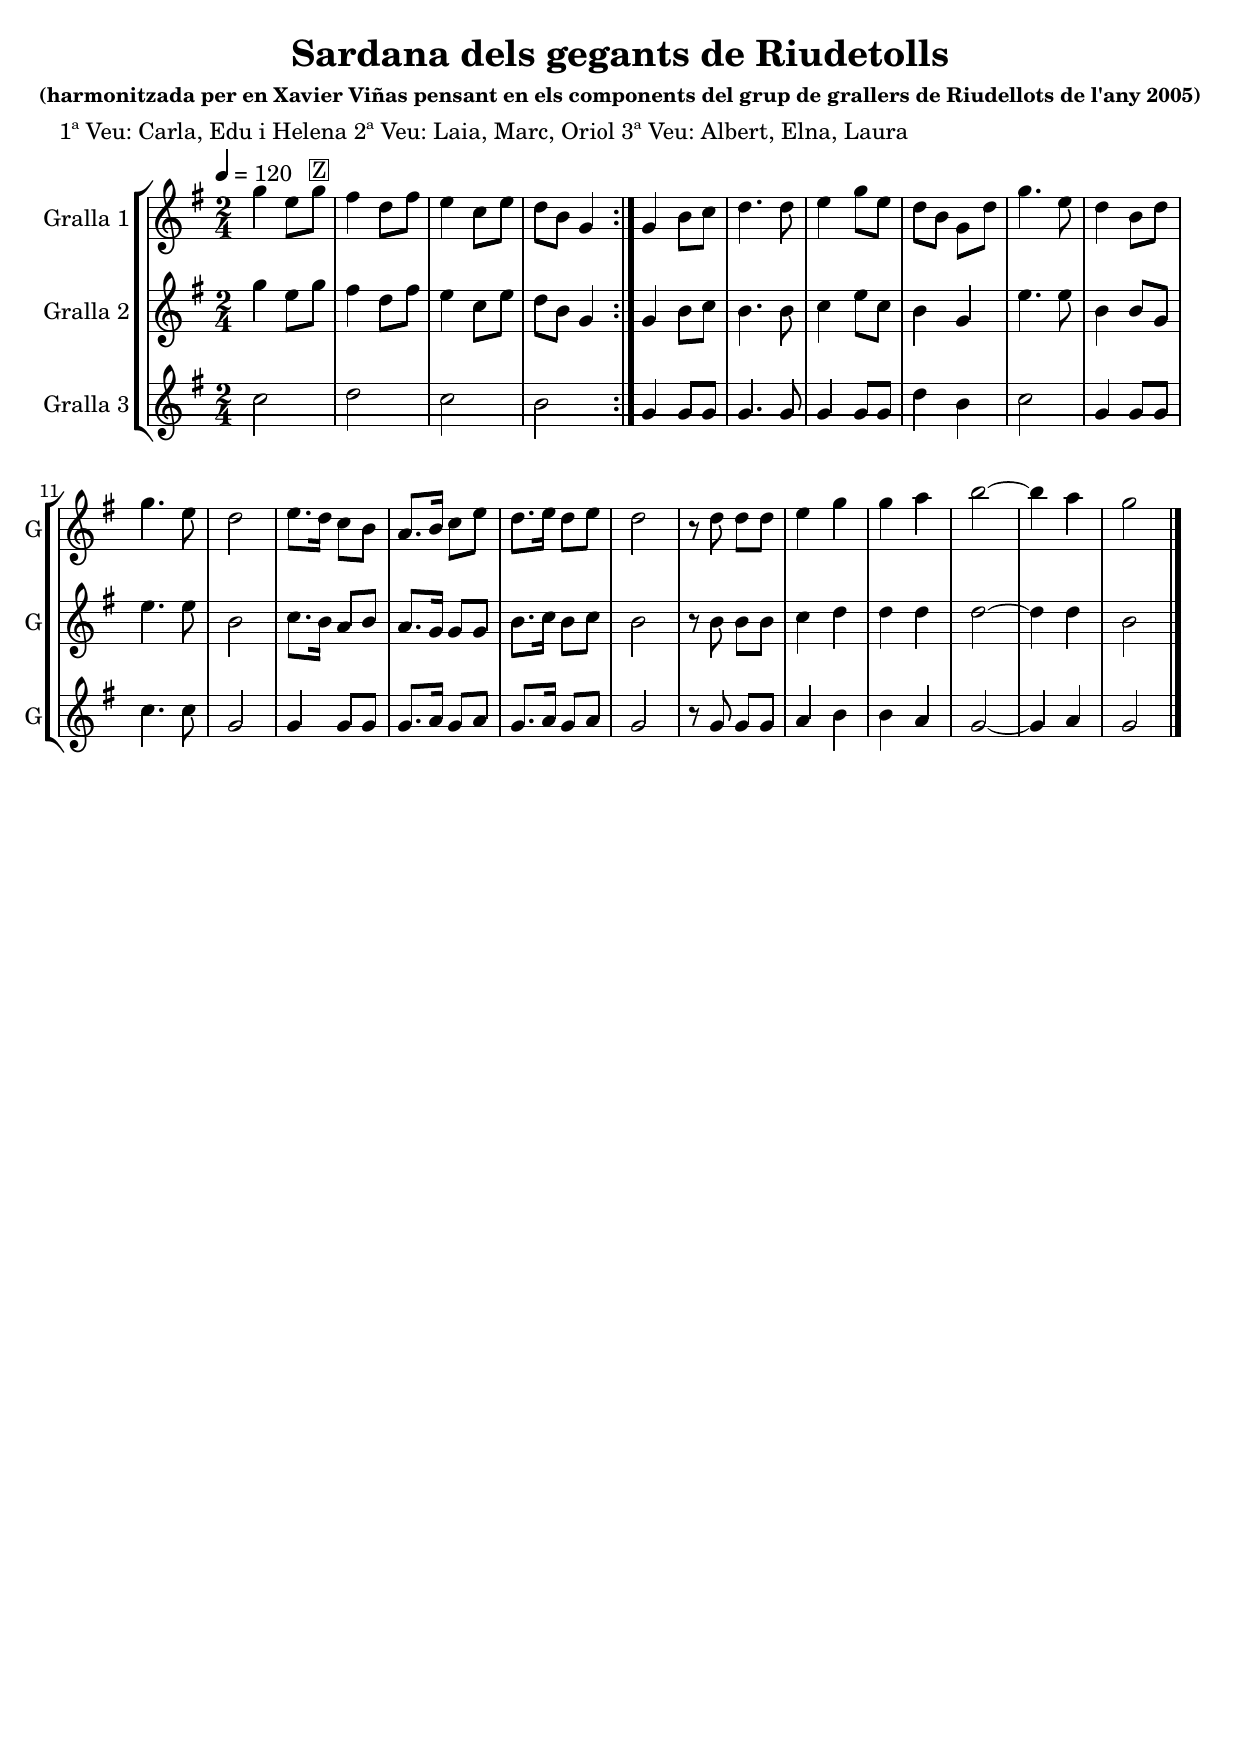 Sardana dels gegants de Riudetolls
(harmonitzada per en Xavier Viñas pensant en els components del grup de grallers de Riudellots de l'any 2005)
1ª Veu: Carla, Edu i Helena 2ª Veu: Laia, Marc, Oriol 3ª Veu: Albert, Elna, Laura
= 120 Z
Gralla 1
Gralla 2
Gralla 3
11
G
G
G